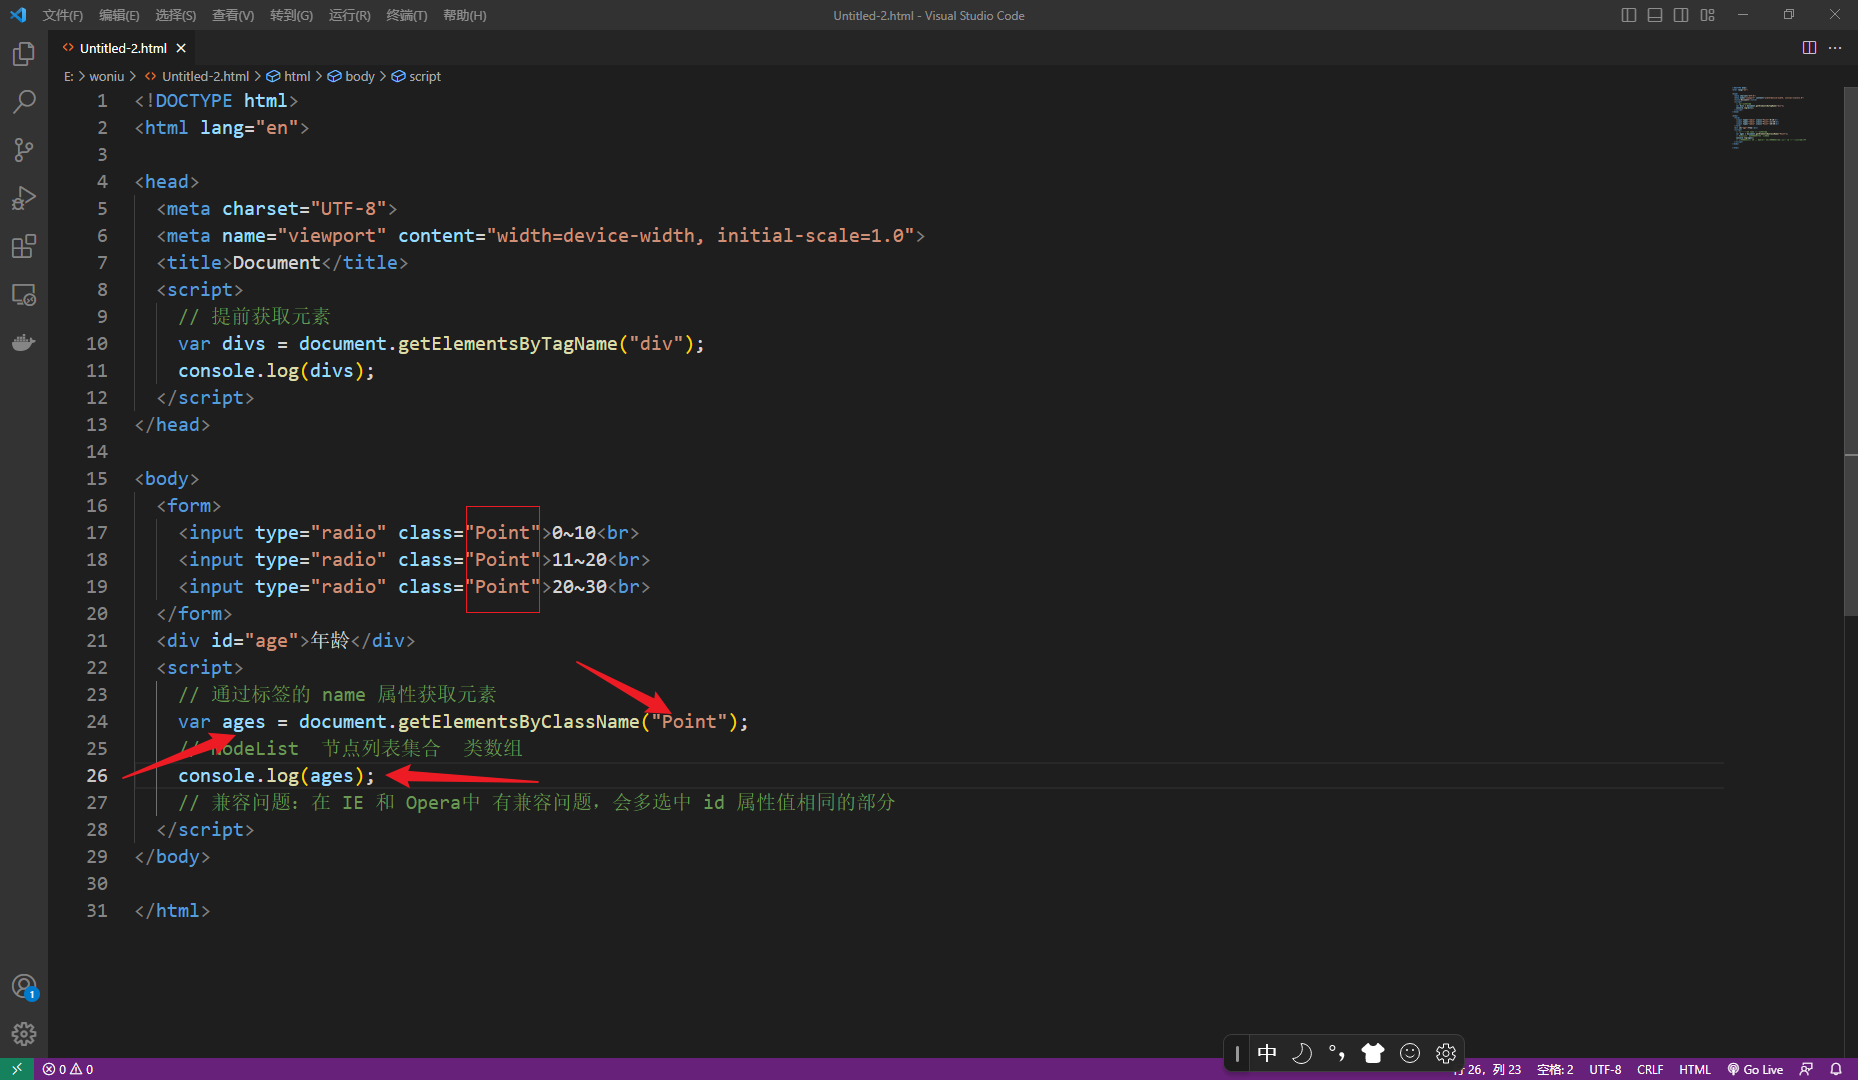 文件(F) 编辑(E) 选择(S) 查看(V) 转到(G) 运行(R) 终端(T) 帮助(H) Untitled-2.html - Visual Studio Code
<> Untitled-2.html ×
E: > woniu > <> Untitled-2.html > html > body > script
1 <!DOCTYPE html>
2 <html lang="en">
3
4 <head>
5 <meta charset="UTF-8">
6 <meta name="viewport" content="width=device-width, initial-scale=1.0">
7 <title>Document</title>
8 <script>
9 // 提前获取元素
10 var divs = document.getElementsByTagName("div");
11 console.log(divs);
12 </script>
13 </head>
14
15 <body>
16 <form>
17 <input type="radio" class="Point">0~10<br>
18 <input type="radio" class="Point">11~20<br>
19 <input type="radio" class="Point">20~30<br>
20 </form>
21 <div id="age">年龄</div>
22 <script>
23 // 通过标签的 name 属性获取元素
24 var ages = document.getElementsByClassName("Point");
25 // NodeList 节点列表集合 类数组
26 console.log(ages);
27 // 兼容问题：在 IE 和 Opera中 有兼容问题，会多选中 id 属性值相同的部分
28 </script>
29 </body>
30
31 </html>
1
中
0 0 行 26，列 23 空格: 2 UTF-8 CRLF HTML Go Live